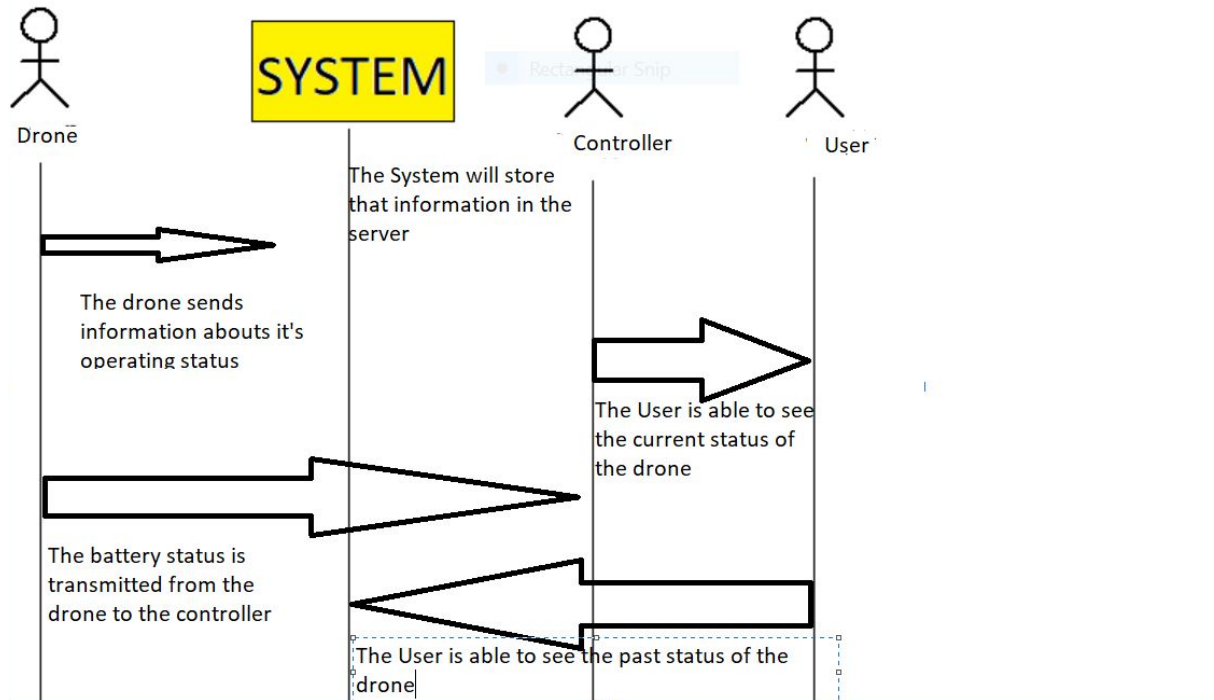 SYSTEM
Rectangular Snip
Drone
Controller
User
The System will store
that information in the
server
The drone sends
information abouts it's
operating status
The User is able to see
the current status of
the drone
The battery status is
transmitted from the
drone to the controller
The User is able to see the past status of the
drone